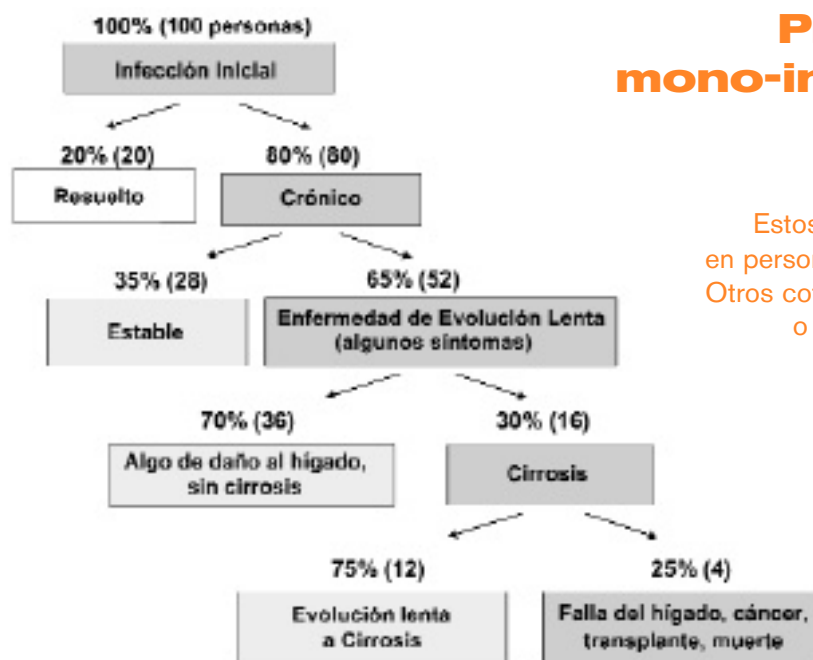 100% (100 personas)
Infección Inicial
20% (20)
80% (80)
Resuelto
Crónico
35% (28)
65% (52)
Estable
Enfermedad de Evolución Lenta
(algunos síntomas)
70% (36)
30% (16)
Algo de daño al hígado,
sin cirrosis
Cirrosis
75% (12)
25% (4)
Evolución lenta
a Cirrosis
Falla del hígado, cáncer,
transplante, muerte
P
mono-in
Estos
en person
Otros co
o